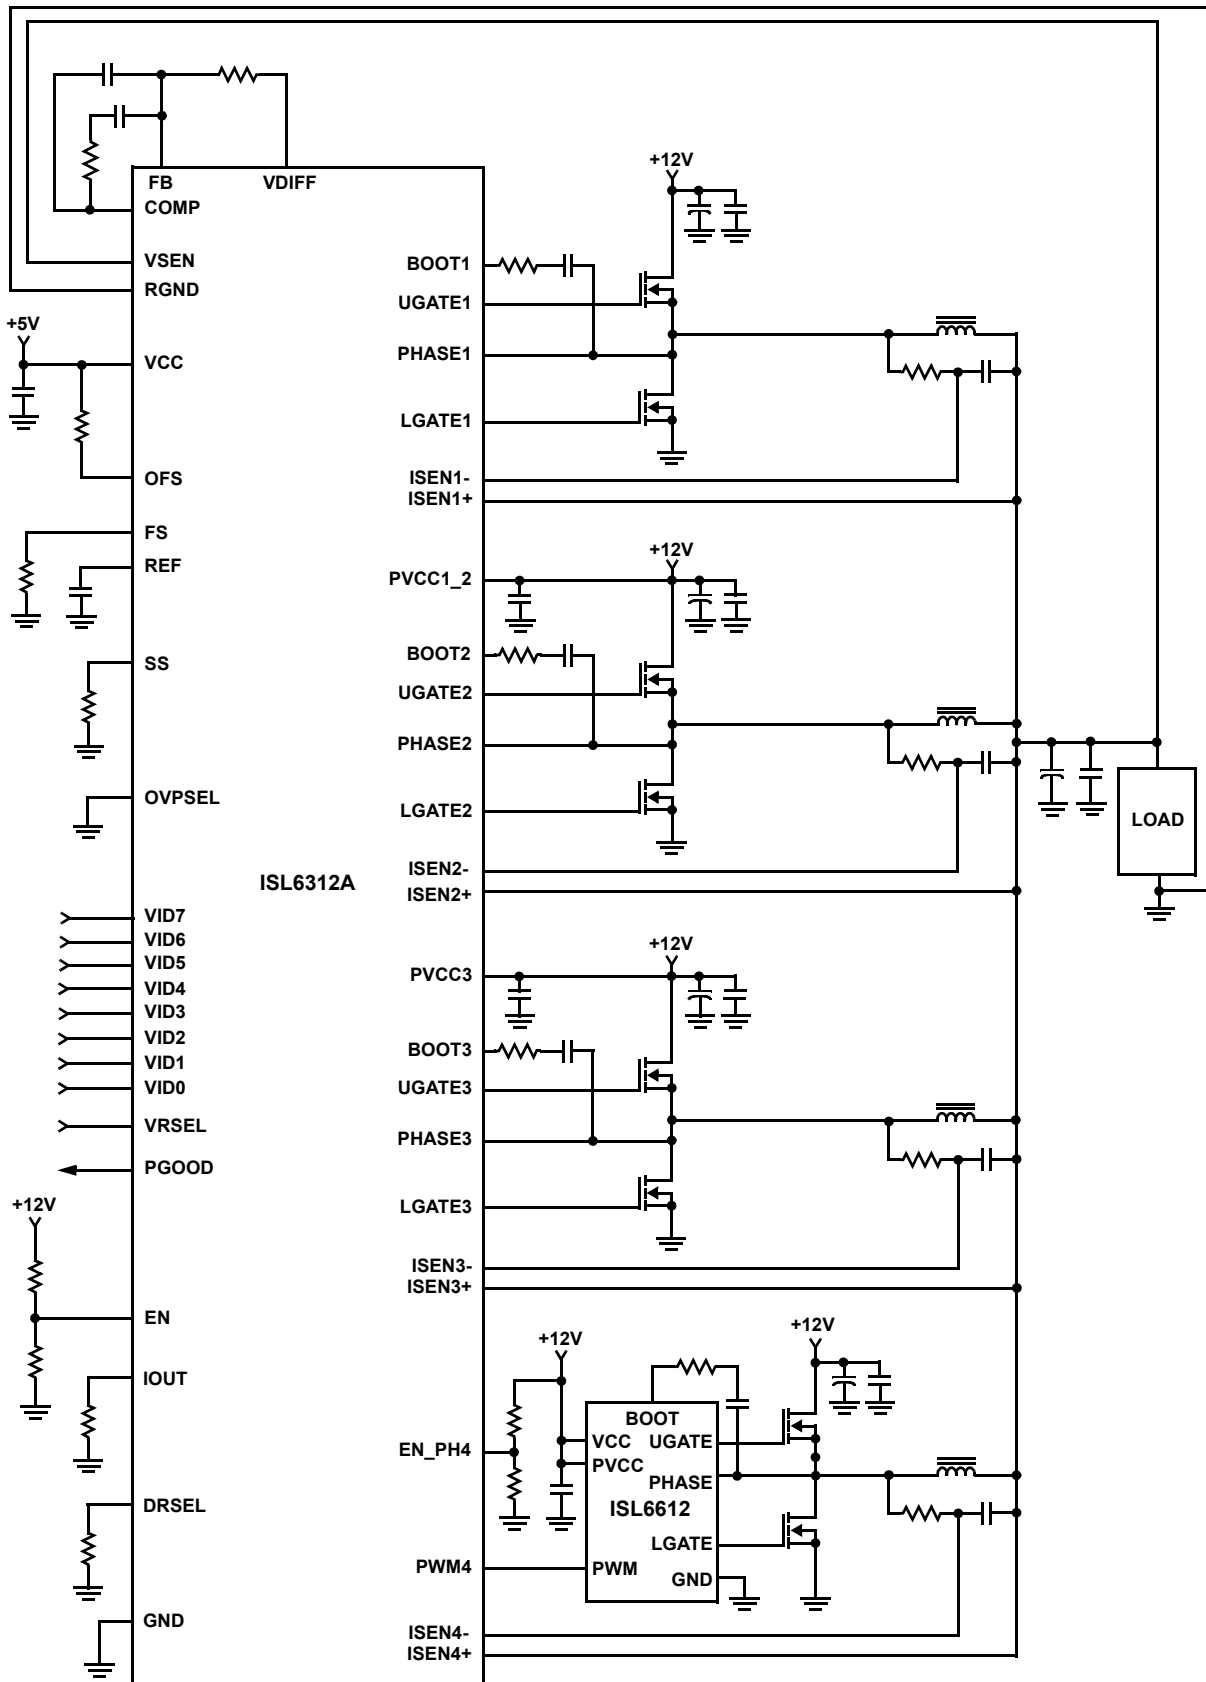 FB
VDIFF
COMP
VSEN
RGND
+5V
VCC
OFS
FS
REF
SS
OVPSEL
ISL6312A
VID7
VID6
VID5
VID4
VID3
VID2
VID1
VID0
VRSEL
PGOOD
+12V
EN
IOUT
DRSEL
GND
+12V
BOOT1
UGATE1
PHASE1
LGATE1
ISEN1-
ISEN1+
+12V
PVCC1_2
BOOT2
UGATE2
PHASE2
LGATE2
ISEN2-
ISEN2+
LOAD
+12V
PVCC3
BOOT3
UGATE3
PHASE3
LGATE3
ISEN3-
ISEN3+
+12V
+12V
EN_PH4
BOOT
VCC
UGATE
PVCC
PHASE
ISL6612
LGATE
PWM4
PWM
GND
ISEN4-
ISEN4+